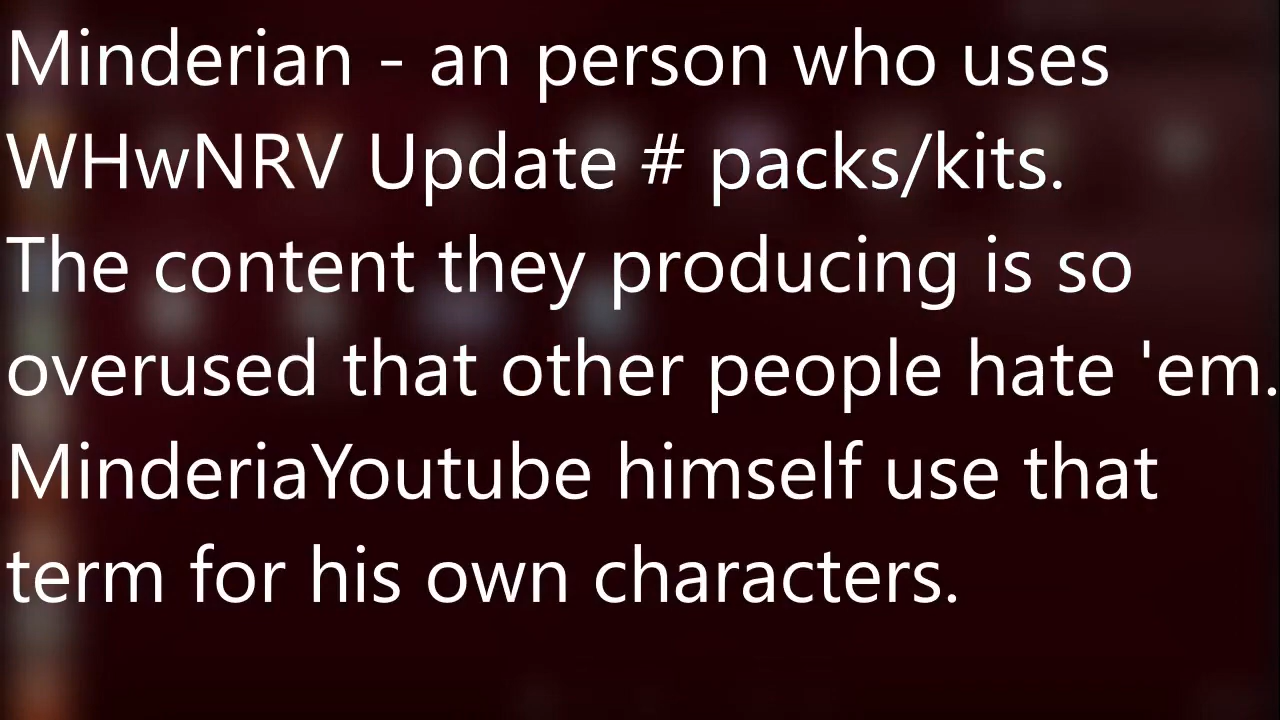 Minderian - an person who uses
WHwNRV Update # packs/kits.
The content they producing is so
overused that other people hate 'em.
MinderiaYoutube himself use that
term for his own characters.